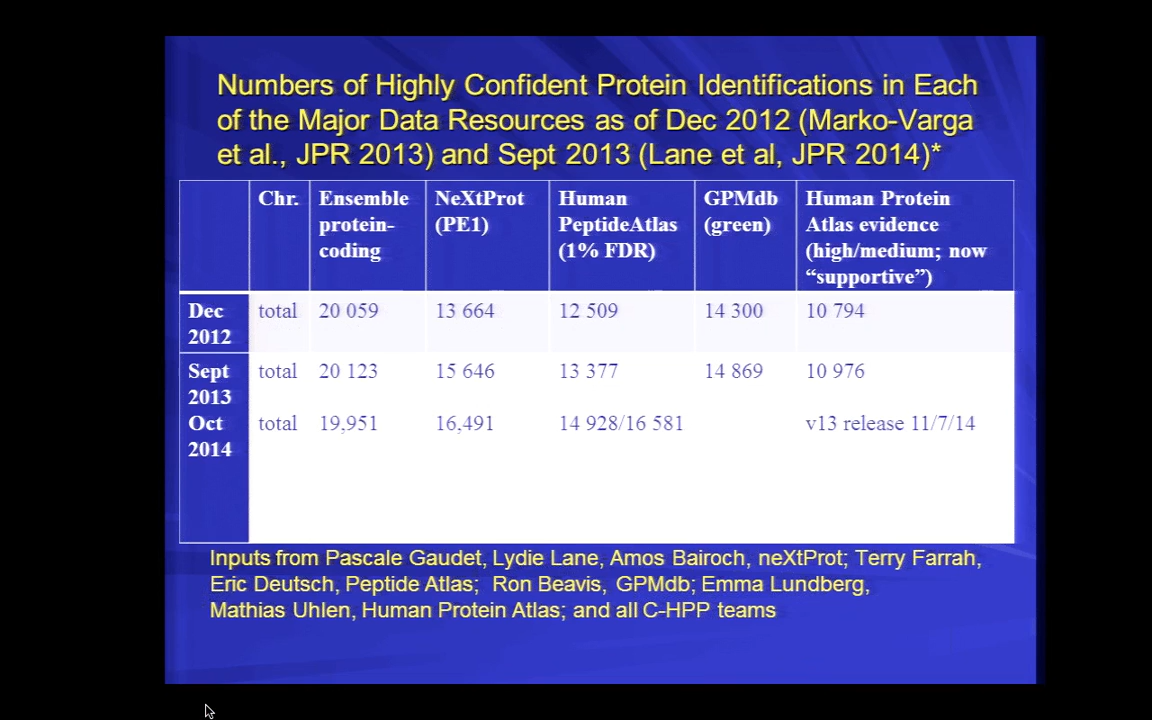 Numbers of Highly Confident Protein Identifications in Each
of the Major Data Resources as of Dec 2012 (Marko-Varga
et al., JPR 2013) and Sept 2013 (Lane et al, JPR 2014)*
Chr. Ensemble protein-coding NeXtProt (PE1) Human PeptideAtlas (1% FDR) GPMdb (green) Human Protein Atlas evidence (high/medium; now “supportive”)
Dec 2012 total 20 059 13 664 12 509 14 300 10 794
Sept 2013 total 20 123 15 646 13 377 14 869 10 976
Oct 2014 total 19,951 16,491 14 928/16 581 v13 release 11/7/14
Inputs from Pascale Gaudet, Lydie Lane, Amos Bairoch, neXtProt; Terry Farrah,
Eric Deutsch, Peptide Atlas; Ron Beavis, GPMdb; Emma Lundberg,
Mathias Uhlen, Human Protein Atlas; and all C-HPP teams